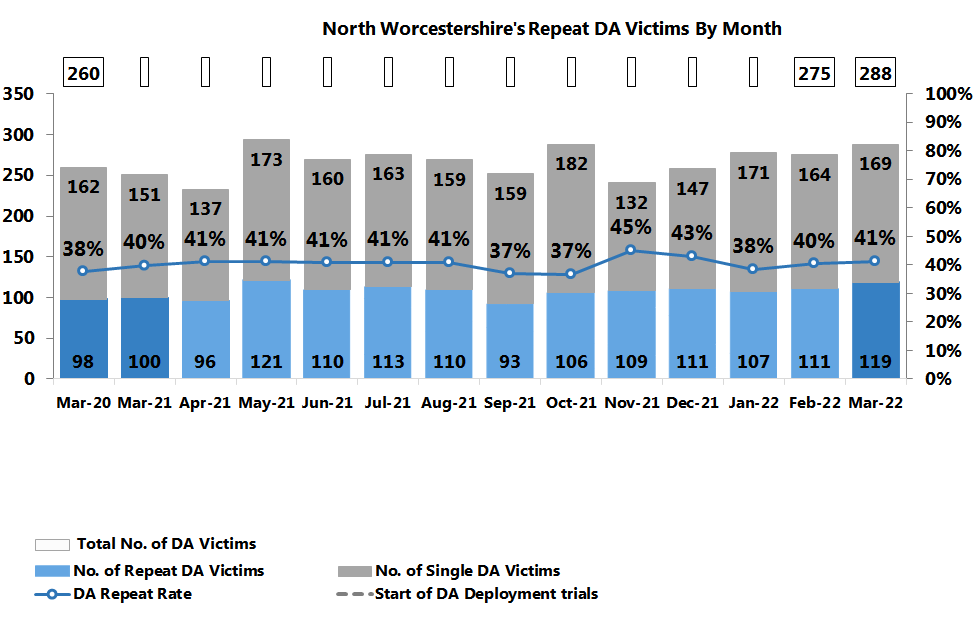 North Worcestershire's Repeat DA Victims By Month
260 275 288
350 100%
300 90%
250 80%
200 70%
150 60%
100 50%
50 40%
0 30%
20%
10%
0%
162 151 137 173 160 163 159 159 182 132 147 171 164 169
38% 40% 41% 41% 41% 41% 41% 37% 37% 45% 43% 38% 40% 41%
98 100 96 121 110 113 110 93 106 109 111 107 111 119
Mar-20 Mar-21 Apr-21 May-21 Jun-21 Jul-21 Aug-21 Sep-21 Oct-21 Nov-21 Dec-21 Jan-22 Feb-22 Mar-22
Total No. of DA Victims
No. of Repeat DA Victims No. of Single DA Victims
DA Repeat Rate Start of DA Deployment trials